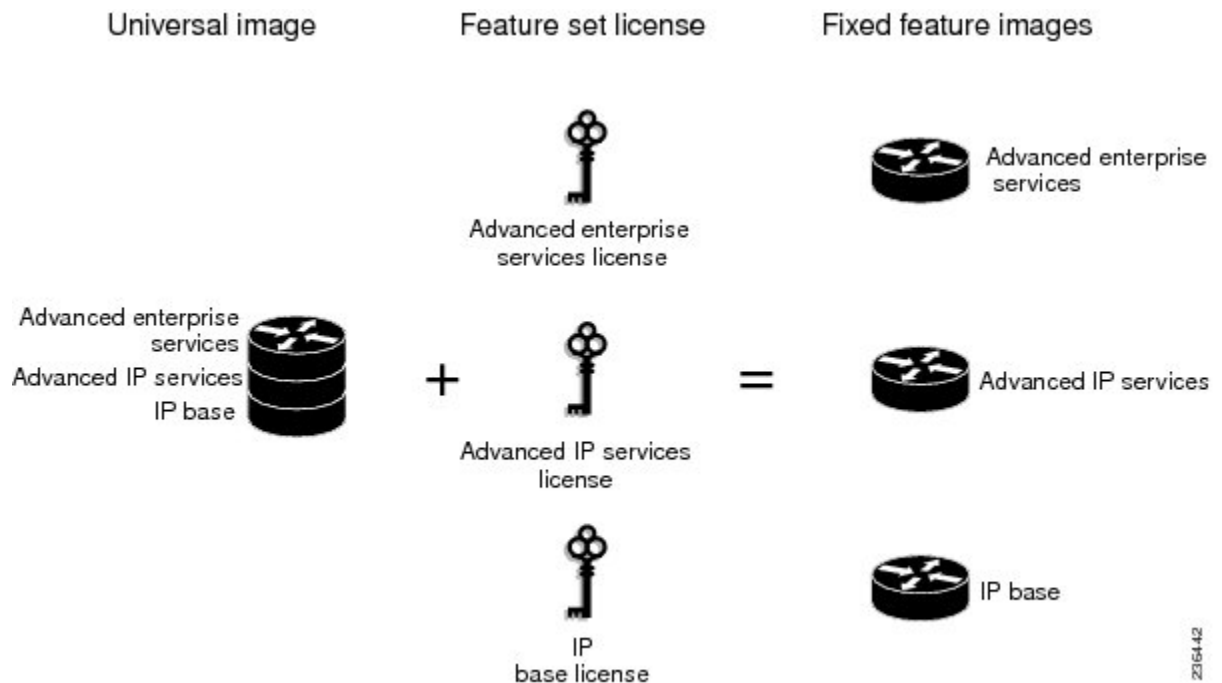 Universal image
Feature set license
Fixed feature images
Advanced enterprise
services license
Advanced enterprise
services
Advanced enterprise
services
Advanced IP services
IP base
+
Advanced IP services
license
=
Advanced IP services
IP
base license
IP base
236442